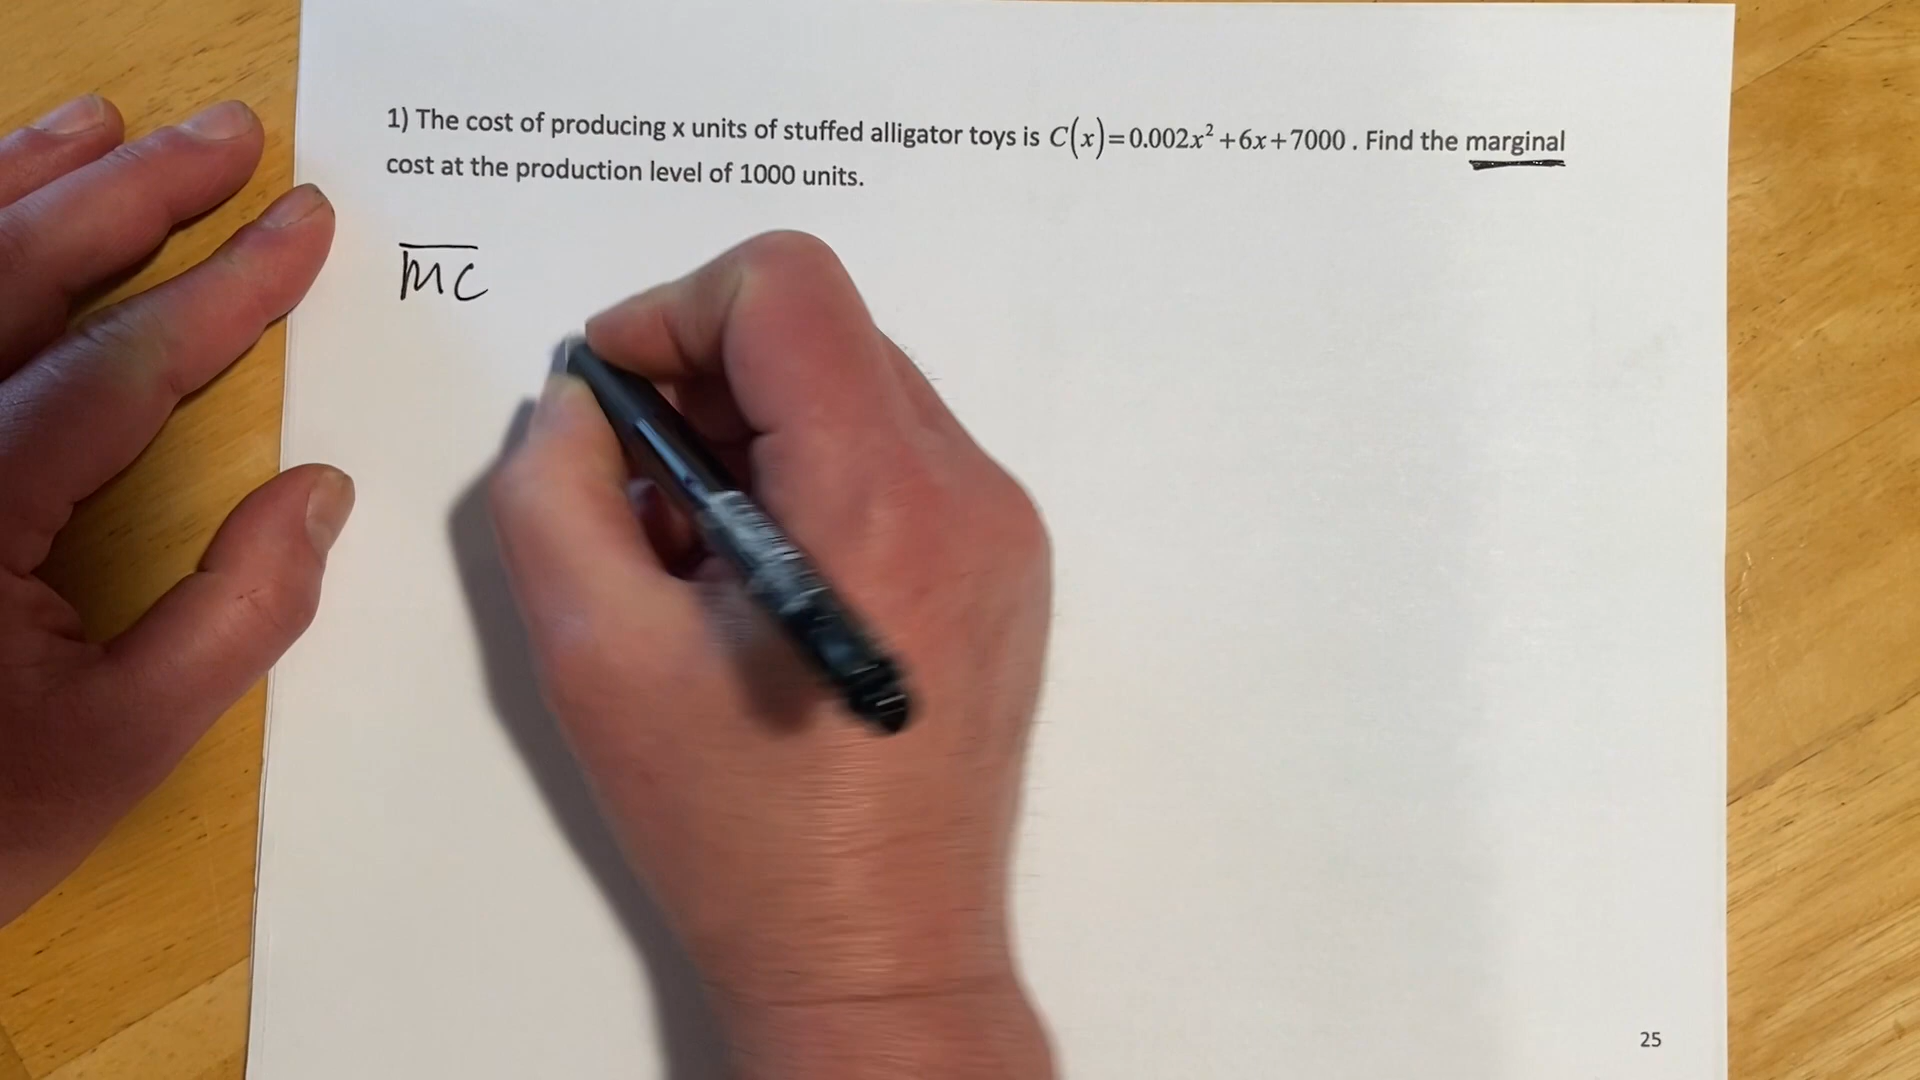 1) The cost of producing x units of stuffed alligator toys is C(x)=0.002x²+6x+7000. Find the marginal
cost at the production level of 1000 units.
MC
25